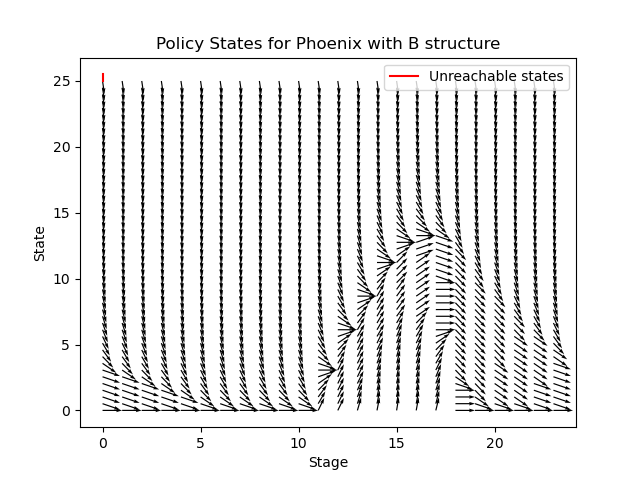 Policy States for Phoenix with B structure
Unreachable states
25
20
15
10
5
0
State
0 5 10 15 20
Stage